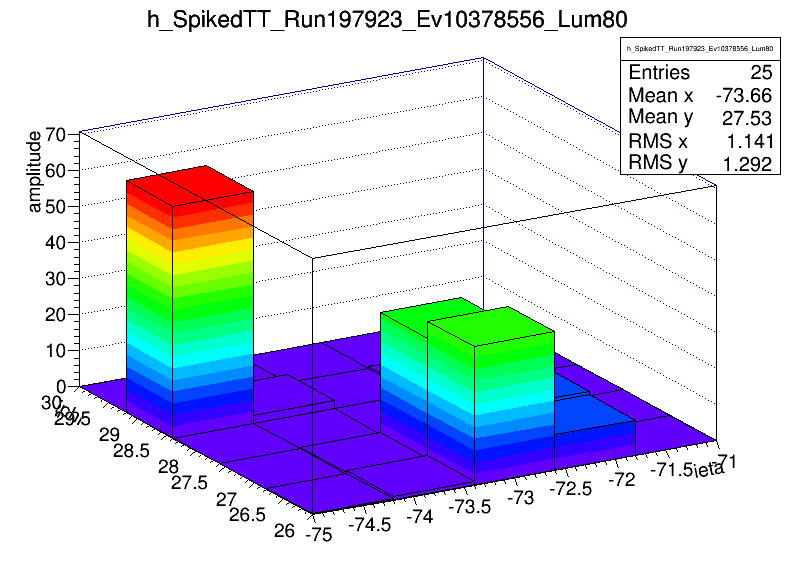 h_SpikedTT_Run197923_Ev10378556_Lum80
h_SpikedTT_Run197923_Ev10378556_Lum80
Entries 25
Mean x -73.66
Mean y 27.53
RMS x 1.141
RMS y 1.292
amplitude
70
60
50
40
30
20
10
0
30
29.5
29
28.5
28
27.5
27
26.5
26
-75
-74.5
-74
-73.5
-73
-72.5
-72
-71.5
-71
ieta